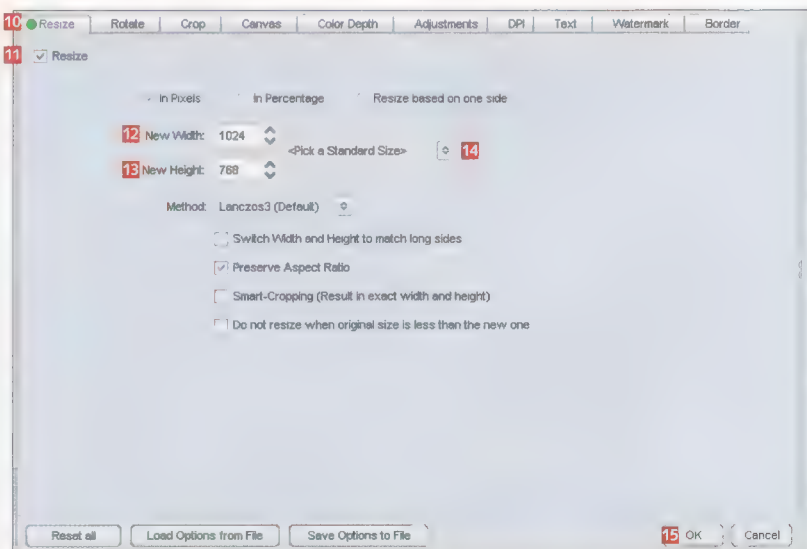 10 Resize Rotate Crop Canvas Color Depth Adjustments DPI Text Watermark Border
11 Resize
In Pixels In Percentage Resize based on one side
12 New Width: 1024
<Pick a Standard Size> 14
13 New Height: 768
Method: Lanczos3 (Default)
Switch Width and Height to match long sides
Preserve Aspect Ratio
Smart-Cropping (Result in exact width and height)
Do not resize when original size is less than the new one
Reset all Load Options from File Save Options to File 15 OK Cancel